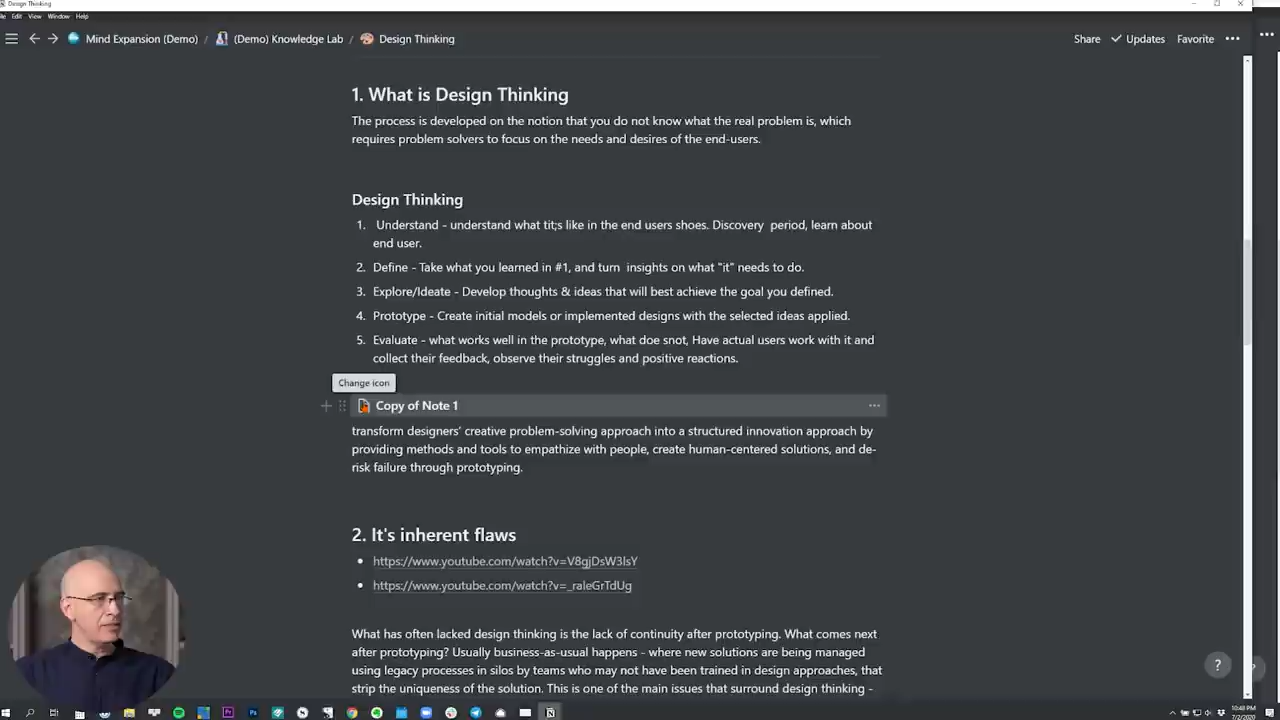 Design Thinking
Edit View Window Help
Mind Expansion (Demo) / (Demo) Knowledge Lab / Design Thinking Share Updates Favorite
1. What is Design Thinking
The process is developed on the notion that you do not know what the real problem is, which
requires problem solvers to focus on the needs and desires of the end-users.
Design Thinking
1. Understand - understand what tit;s like in the end users shoes. Discovery period, learn about
end user.
2. Define - Take what you learned in #1, and turn insights on what "it" needs to do.
3. Explore/Ideate - Develop thoughts & ideas that will best achieve the goal you defined.
4. Prototype - Create initial models or implemented designs with the selected ideas applied.
5. Evaluate - what works well in the prototype, what doe snot, Have actual users work with it and
collect their feedback, observe their struggles and positive reactions.
Change icon
Copy of Note 1
transform designers' creative problem-solving approach into a structured innovation approach by
providing methods and tools to empathize with people, create human-centered solutions, and de-
risk failure through prototyping.
2. It's inherent flaws
https://www.youtube.com/watch?v=V8gjDsW3IsY
https://www.youtube.com/watch?v=_raleGrTdUg
What has often lacked design thinking is the lack of continuity after prototyping. What comes next
after prototyping? Usually business-as-usual happens - where new solutions are being managed
using legacy processes in silos by teams who may not have been trained in design approaches, that
strip the uniqueness of the solution. This is one of the main issues that surround design thinking -
?
10:48 PM
7/2/2020